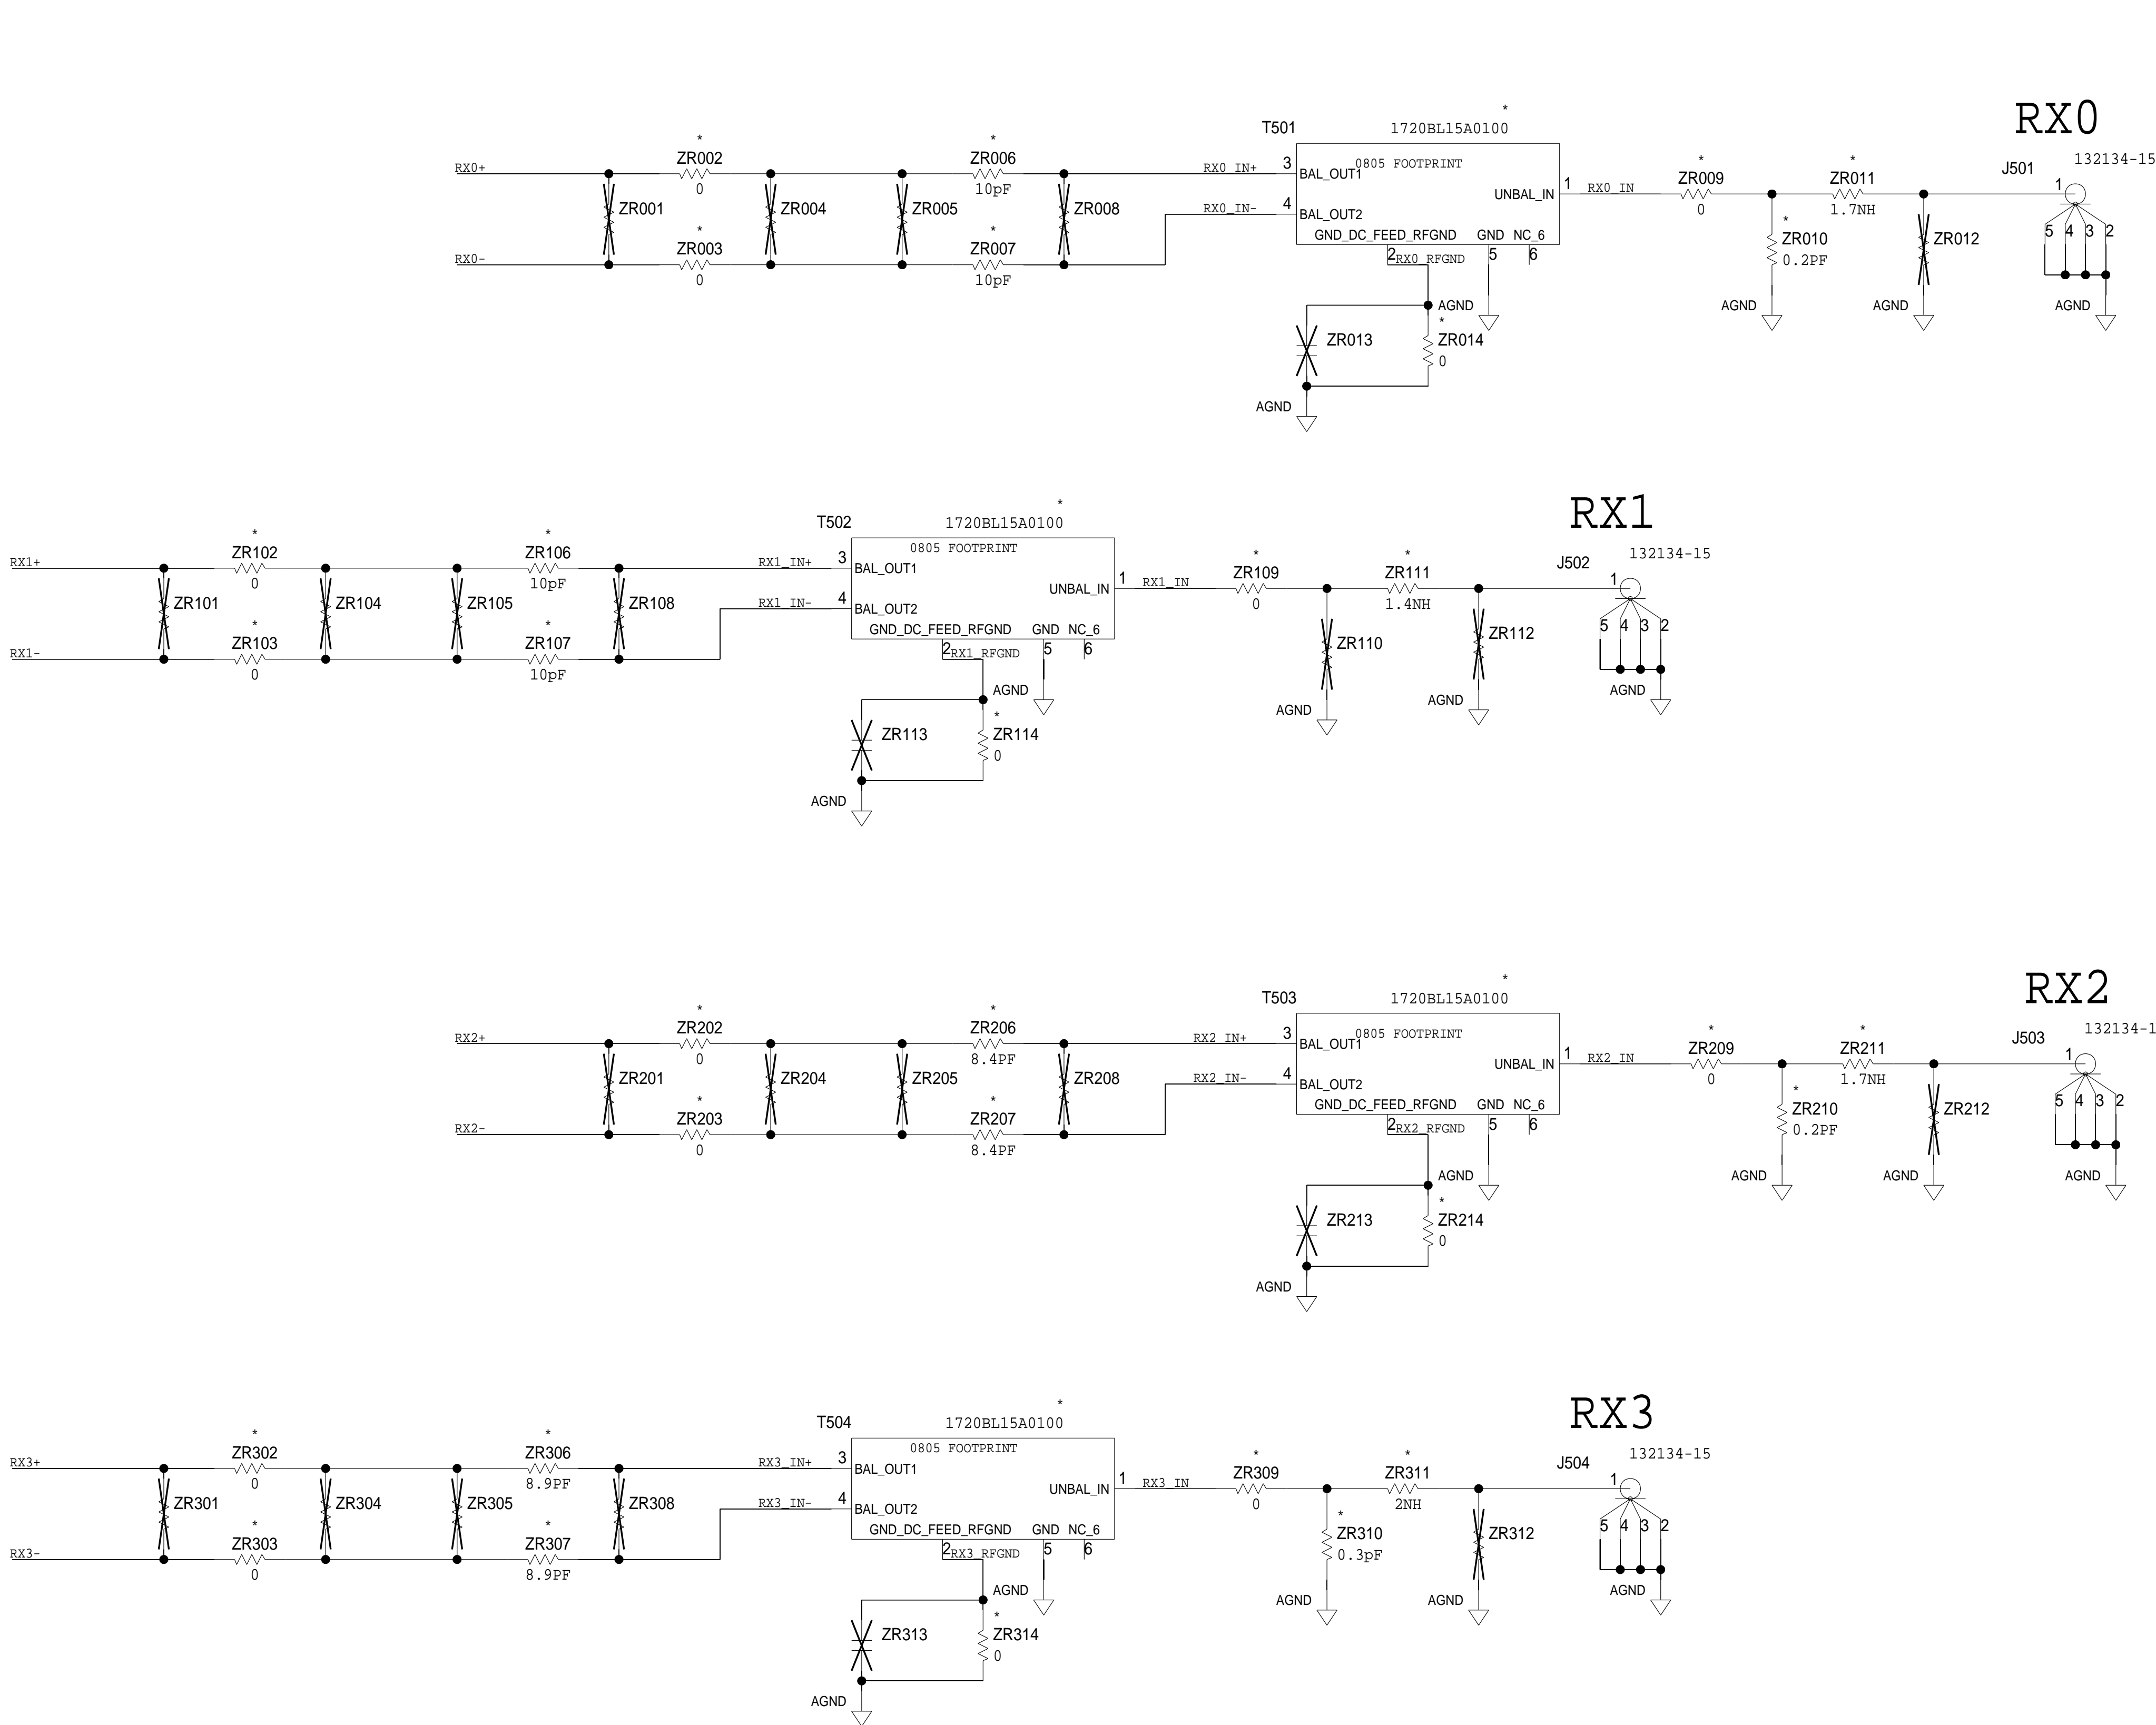 RX0
132134-15
J501
1
5 4 3 2
AGND
T501
*
1720BL15A0100
0805 FOOTPRINT
3 BAL_OUT1
4 BAL_OUT2
UNBAL_IN 1
GND_DC_FEED_RFGND GND NC_6
2 5 6
RX0_RFGND
RX0+
RX0-
ZR001
*
ZR002
0
*
ZR003
0
ZR004
ZR005
*
ZR006
10pF
*
ZR007
10pF
ZR008
RX0_IN+
RX0_IN-
RX0_IN
*
ZR009
0
*
ZR010
0.2PF
AGND
*
ZR011
1.7NH
ZR012
AGND
AGND
ZR013
*
ZR014
0
AGND
RX1
132134-15
J502
1
5 4 3 2
AGND
T502
*
1720BL15A0100
0805 FOOTPRINT
3 BAL_OUT1
4 BAL_OUT2
UNBAL_IN 1
GND_DC_FEED_RFGND GND NC_6
2 5 6
RX1_RFGND
RX1+
RX1-
ZR101
*
ZR102
0
*
ZR103
0
ZR104
ZR105
*
ZR106
10pF
*
ZR107
10pF
ZR108
RX1_IN+
RX1_IN-
RX1_IN
*
ZR109
0
ZR110
AGND
*
ZR111
1.4NH
ZR112
AGND
AGND
ZR113
*
ZR114
0
AGND
RX2
132134-1
J503
1
5 4 3 2
AGND
T503
*
1720BL15A0100
0805 FOOTPRINT
3 BAL_OUT1
4 BAL_OUT2
UNBAL_IN 1
GND_DC_FEED_RFGND GND NC_6
2 5 6
RX2_RFGND
RX2+
RX2-
ZR201
*
ZR202
0
*
ZR203
0
ZR204
ZR205
*
ZR206
8.4PF
*
ZR207
8.4PF
ZR208
RX2_IN+
RX2_IN-
RX2_IN
*
ZR209
0
*
ZR210
0.2PF
AGND
*
ZR211
1.7NH
ZR212
AGND
AGND
ZR213
*
ZR214
0
AGND
RX3
132134-15
J504
1
5 4 3 2
AGND
T504
*
1720BL15A0100
0805 FOOTPRINT
3 BAL_OUT1
4 BAL_OUT2
UNBAL_IN 1
GND_DC_FEED_RFGND GND NC_6
2 5 6
RX3_RFGND
RX3+
RX3-
ZR301
*
ZR302
0
*
ZR303
0
ZR304
ZR305
*
ZR306
8.9PF
*
ZR307
8.9PF
ZR308
RX3_IN+
RX3_IN-
RX3_IN
*
ZR309
0
*
ZR310
0.3pF
AGND
*
ZR311
2NH
ZR312
AGND
AGND
ZR313
*
ZR314
0
AGND